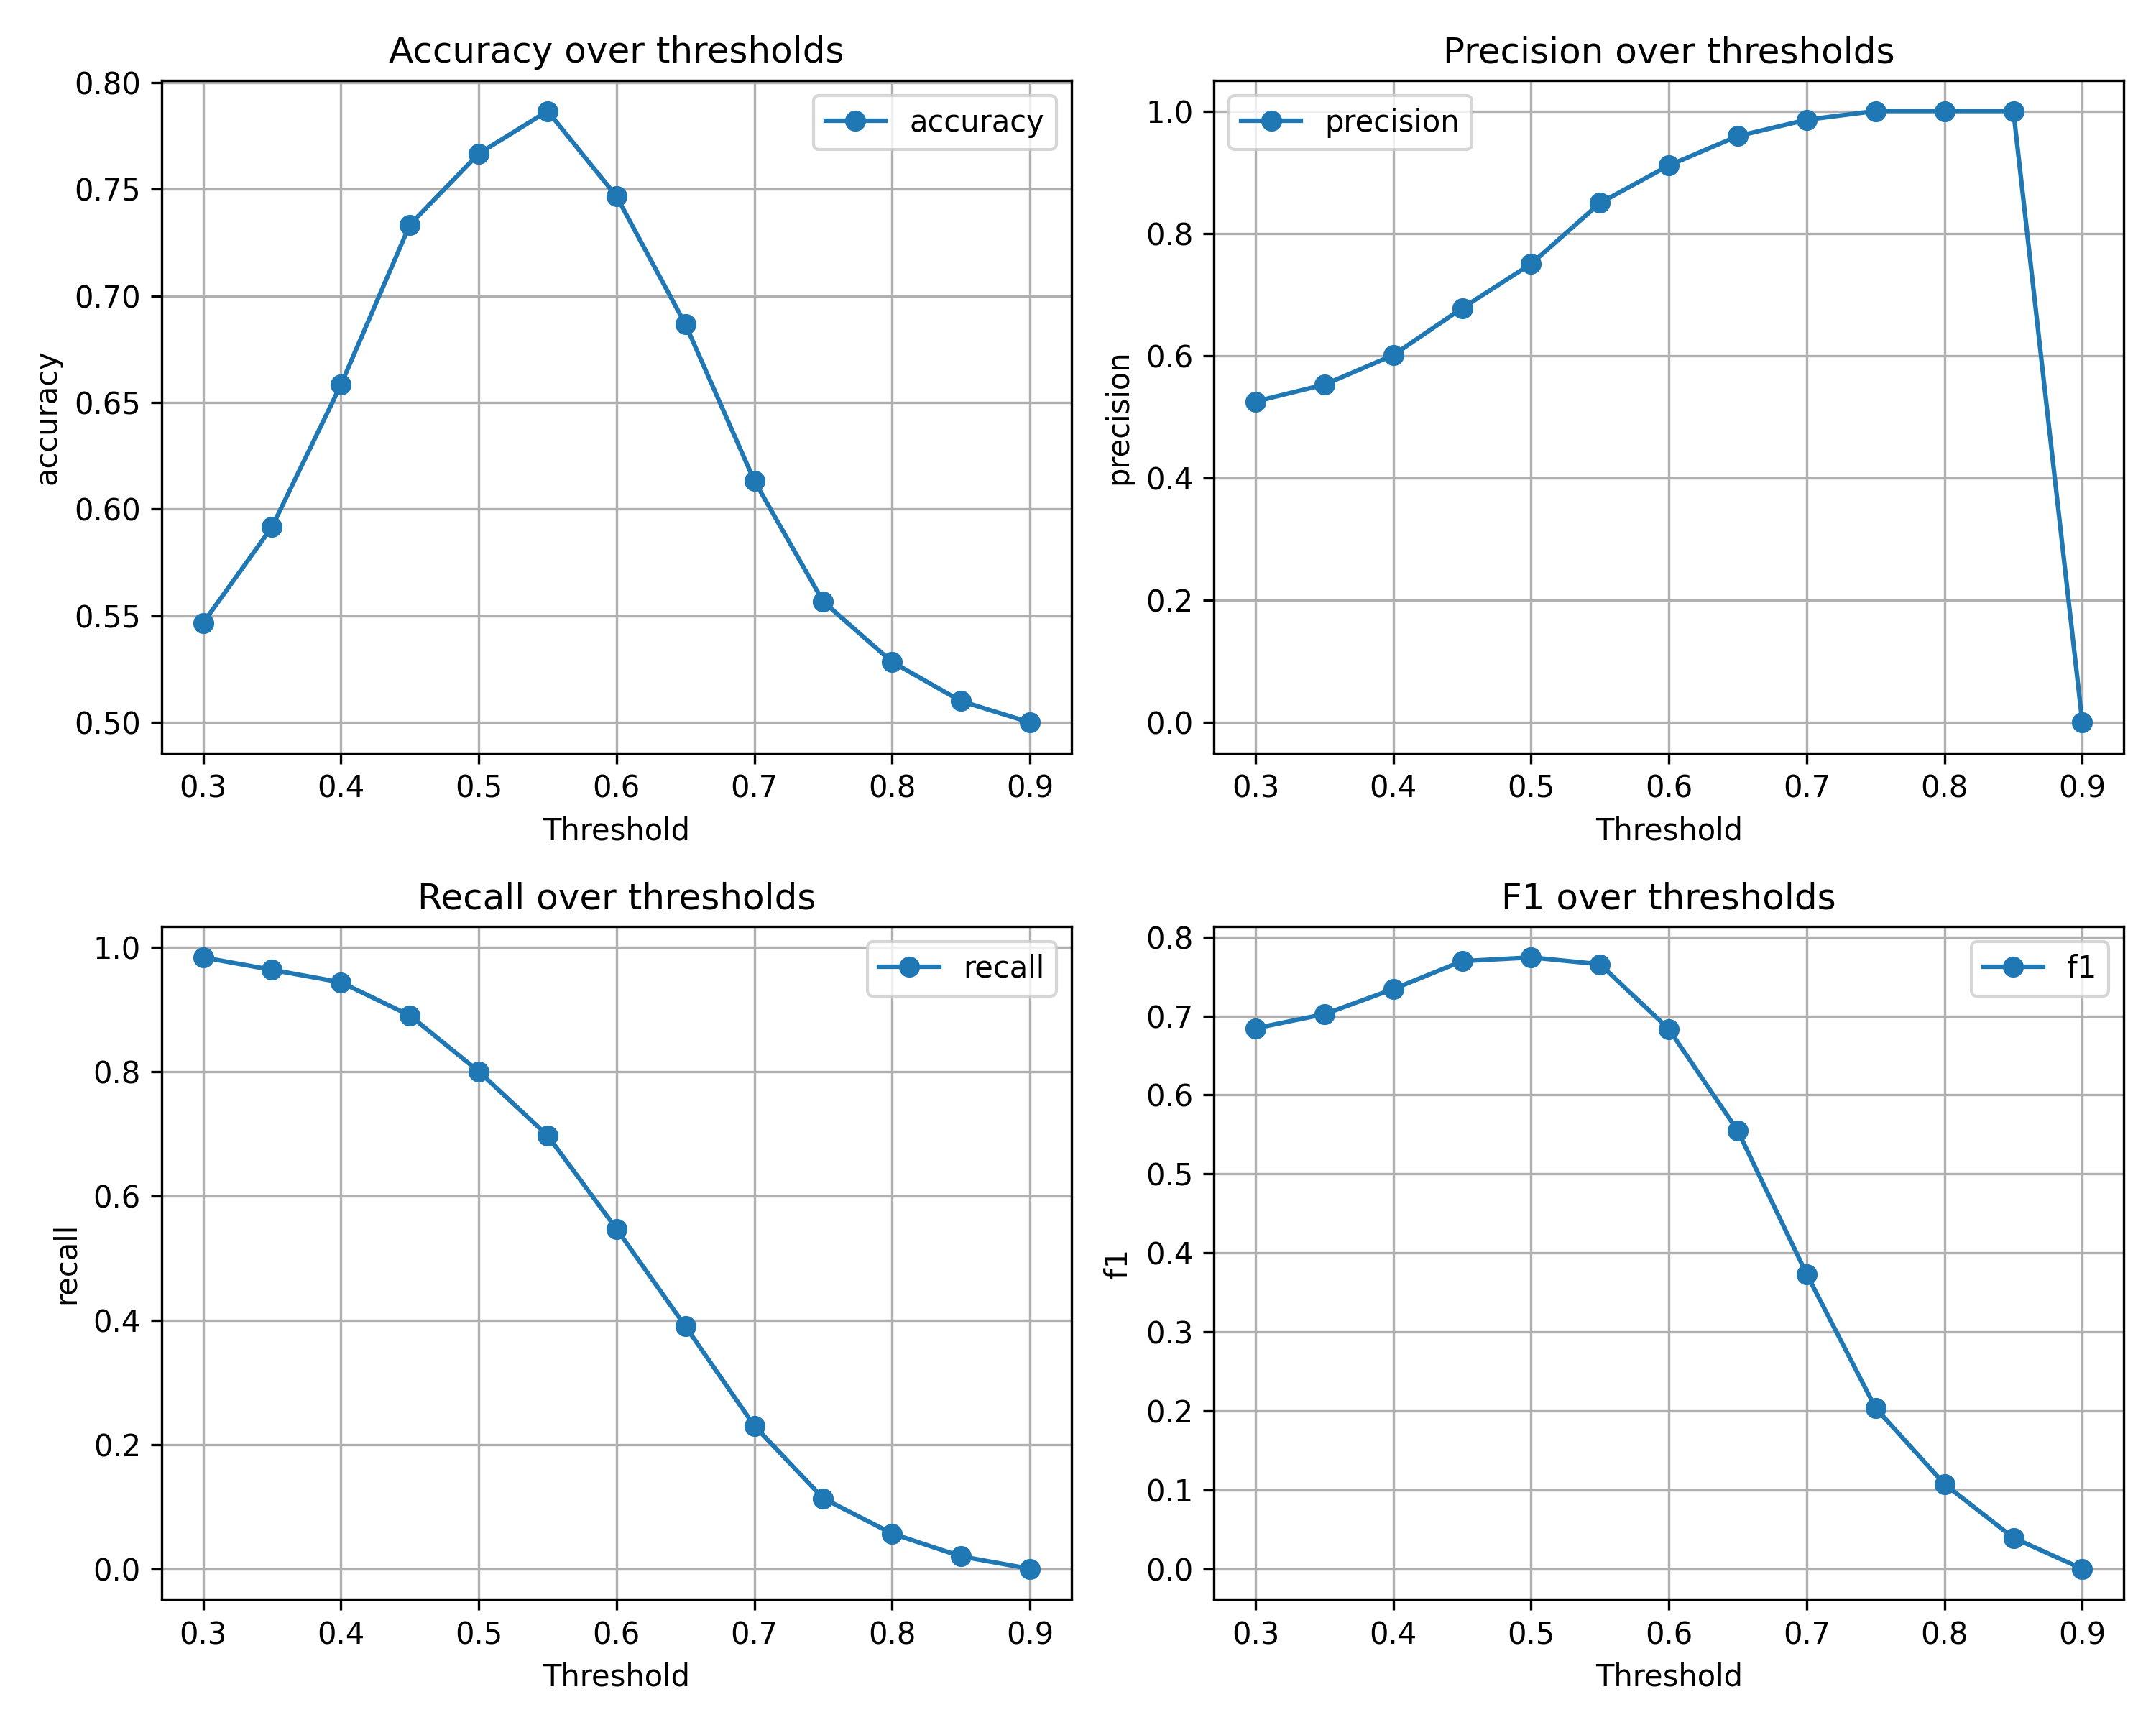 Accuracy over thresholds
accuracy
0.80
0.75
0.70
0.65
0.60
0.55
0.50
accuracy
0.3 0.4 0.5 0.6 0.7 0.8 0.9
Threshold
Precision over thresholds
precision
1.0
0.8
0.6
0.4
0.2
0.0
precision
0.3 0.4 0.5 0.6 0.7 0.8 0.9
Threshold
Recall over thresholds
recall
1.0
0.8
0.6
0.4
0.2
0.0
recall
0.3 0.4 0.5 0.6 0.7 0.8 0.9
Threshold
F1 over thresholds
f1
0.8
0.7
0.6
0.5
0.4
0.3
0.2
0.1
0.0
f1
0.3 0.4 0.5 0.6 0.7 0.8 0.9
Threshold